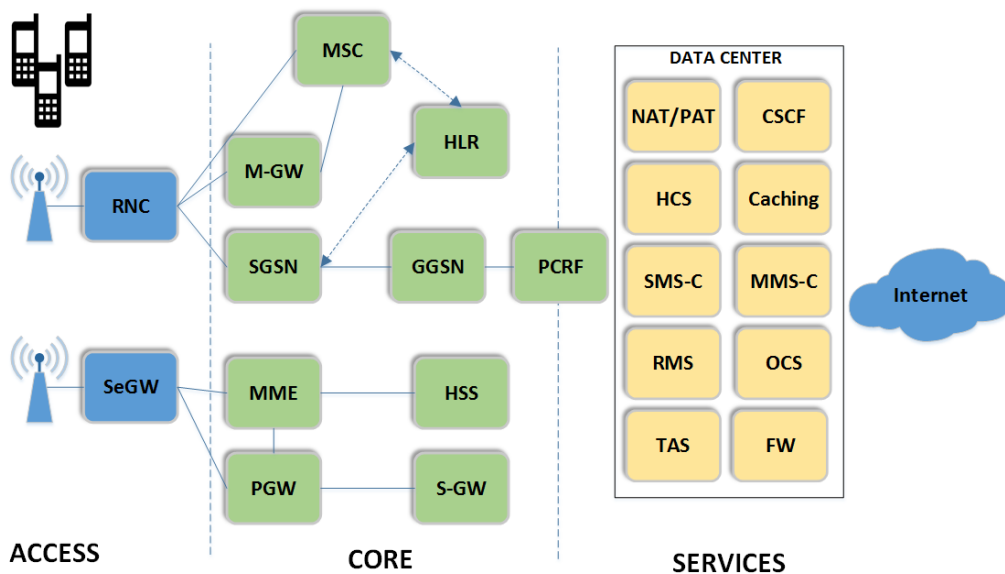 MSC
HLR
M-GW
RNC
SGSN
GGSN
PCRF
SeGW
MME
HSS
PGW
S-GW
DATA CENTER
NAT/PAT
CSCF
HCS
Caching
SMS-C
MMS-C
RMS
OCS
TAS
FW
Internet
ACCESS
CORE
SERVICES